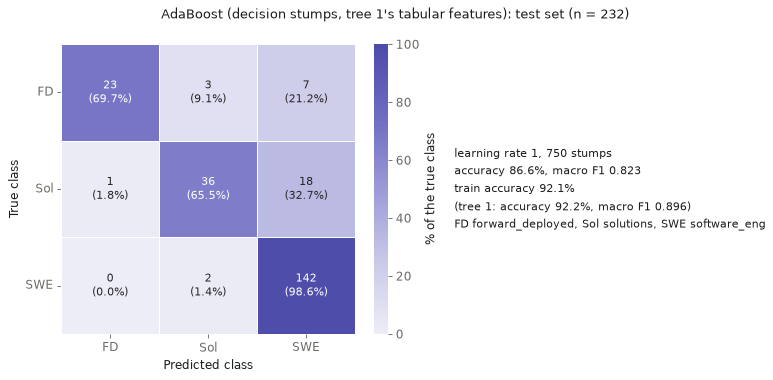 AdaBoost (decision stumps, tree 1's tabular features): test set (n = 232)
True class
FD
23
(69.7%)
3
(9.1%)
7
(21.2%)
Sol
1
(1.8%)
36
(65.5%)
18
(32.7%)
SWE
0
(0.0%)
2
(1.4%)
142
(98.6%)
FD
Sol
SWE
Predicted class
100
80
60
40
20
0
% of the true class
learning rate 1, 750 stumps
accuracy 86.6%, macro F1 0.823
train accuracy 92.1%
(tree 1: accuracy 92.2%, macro F1 0.896)
FD forward_deployed, Sol solutions, SWE software_eng